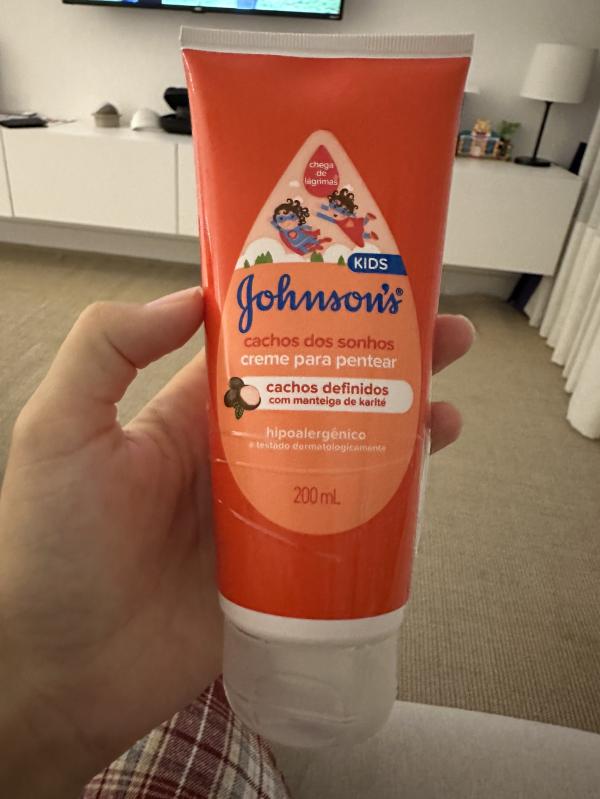 chega
de
lágrimas
KIDS
Johnson's®
cachos dos sonhos
creme para pentear
cachos definidos
com manteiga de karité
hipoalergênico
e testado dermatologicamente
200 mL